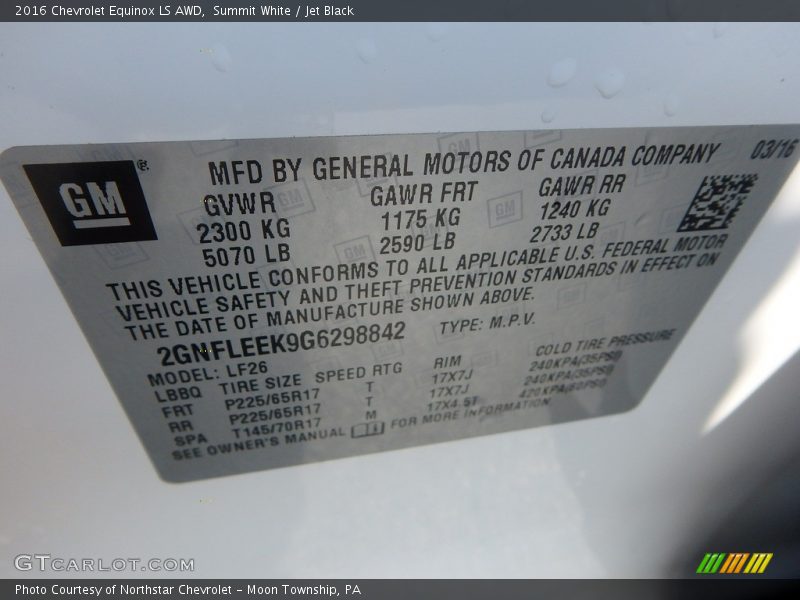 2016 Chevrolet Equinox LS AWD, Summit White / Jet Black
GM®
MFD BY GENERAL MOTORS OF CANADA COMPANY 03/16
GVWR GAWR FRT GAWR RR
2300 KG 1175 KG 1240 KG
5070 LB 2590 LB 2733 LB
THIS VEHICLE CONFORMS TO ALL APPLICABLE U.S. FEDERAL MOTOR
VEHICLE SAFETY AND THEFT PREVENTION STANDARDS IN EFFECT ON
THE DATE OF MANUFACTURE SHOWN ABOVE.
2GNFLEEK9G6298842 TYPE: M.P.V.
MODEL: LF26
LBBQ TIRE SIZE SPEED RTG RIM COLD TIRE PRESSURE
FRT P225/65R17 T 17X7J 240KPA/35PSI
RR P225/65R17 T 17X7J 240KPA/35PSI
SPA T145/70R17 M 17X4.5T 420KPA/60PSI
SEE OWNER'S MANUAL FOR MORE INFORMATION
GTCARLOT.COM
Photo Courtesy of Northstar Chevrolet - Moon Township, PA